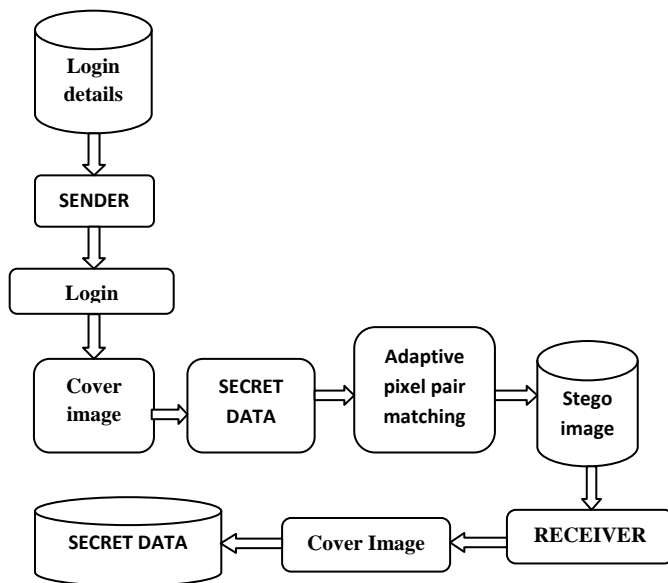 Login
details
SENDER
Login
Cover
image
SECRET
DATA
Adaptive
pixel pair
matching
Stego
image
RECEIVER
Cover Image
SECRET DATA